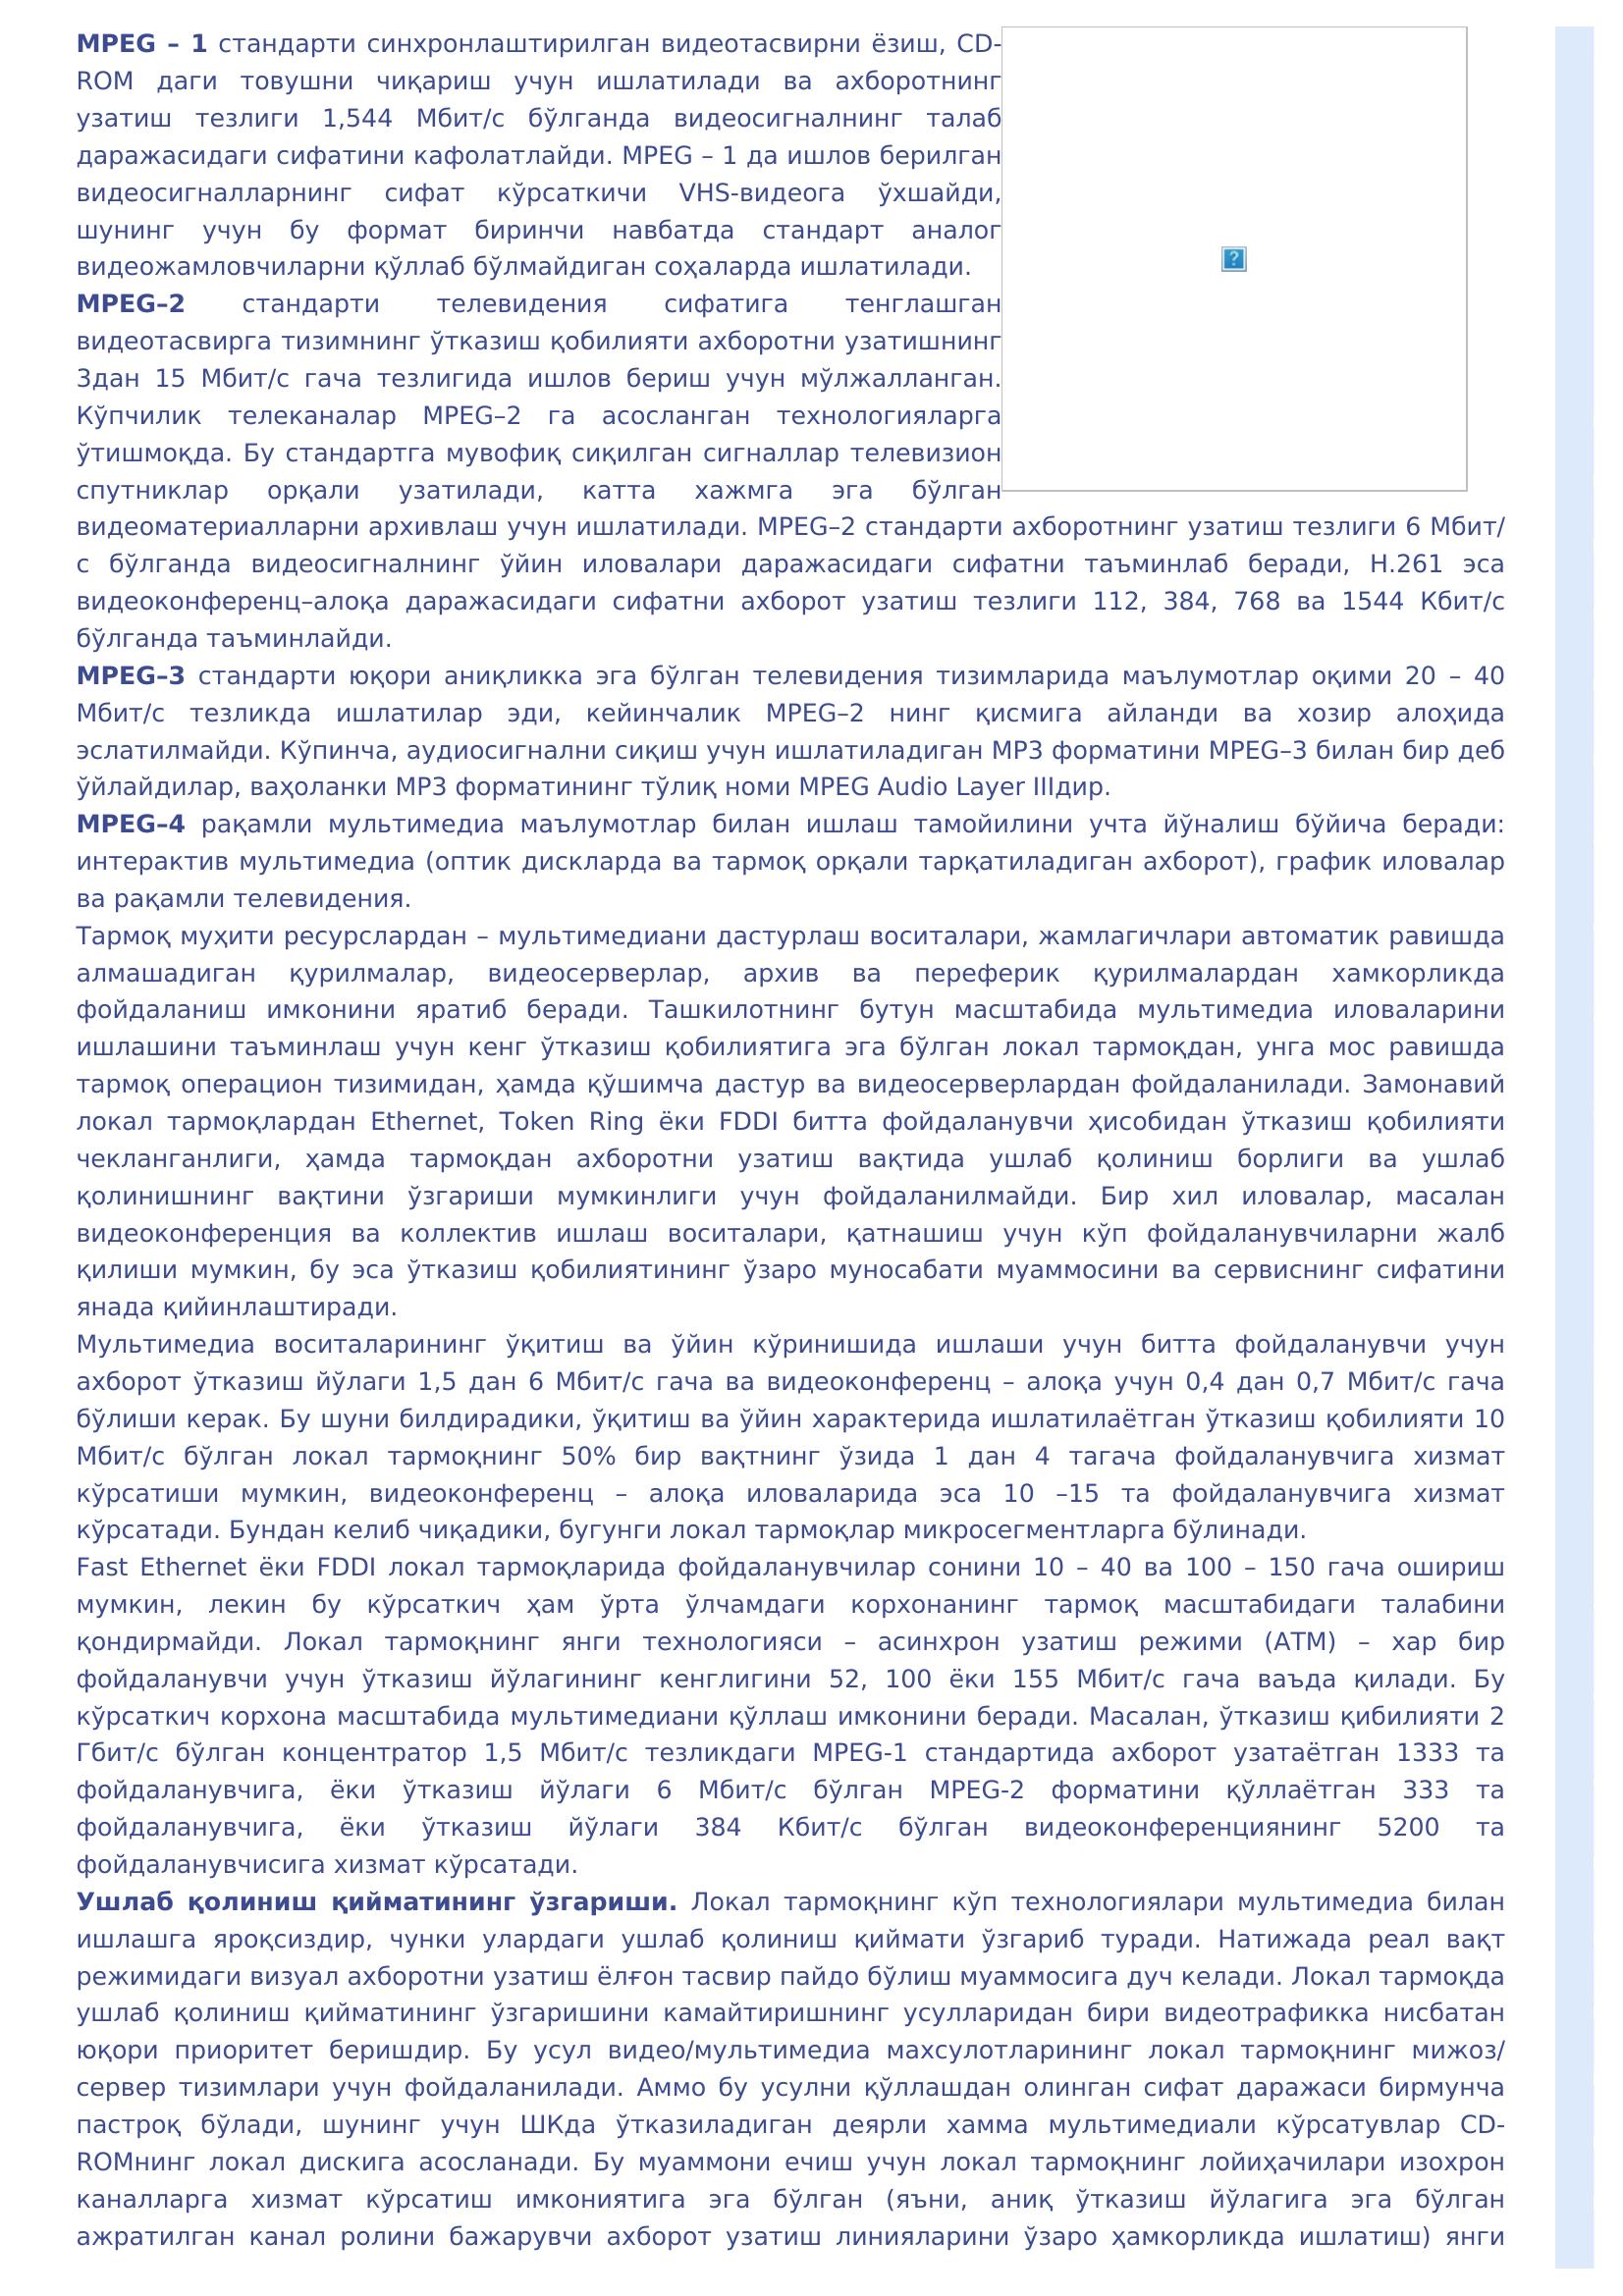 MPEG – 1 стандарти синхронлаштирилган видеотасвирни ёзиш, CD-
ROM даги товушни чиқариш учун ишлатилади ва ахборотнинг
узатиш тезлиги 1,544 Мбит/с бўлганда видеосигналнинг талаб
даражасидаги сифатини кафолатлайди. MPEG – 1 да ишлов берилган
видеосигналларнинг сифат кўрсаткичи VHS-видеога ўхшайди,
шунинг учун бу формат биринчи навбатда стандарт аналог
видеожамловчиларни қўллаб бўлмайдиган соҳаларда ишлатилади.
MPEG–2 стандарти телевидения сифатига тенглашган
видеотасвирга тизимнинг ўтказиш қобилияти ахборотни узатишнинг
3дан 15 Мбит/с гача тезлигида ишлов бериш учун мўлжалланган.
Кўпчилик телеканалар MPEG–2 га асосланган технологияларга
ўтишмоқда. Бу стандартга мувофиқ сиқилган сигналлар телевизион
спутниклар орқали узатилади, катта хажмга эга бўлган
видеоматериалларни архивлаш учун ишлатилади. MPEG–2 стандарти ахборотнинг узатиш тезлиги 6 Мбит/
с бўлганда видеосигналнинг ўйин иловалари даражасидаги сифатни таъминлаб беради, Н.261 эса
видеоконференц–алоқа даражасидаги сифатни ахборот узатиш тезлиги 112, 384, 768 ва 1544 Кбит/с
бўлганда таъминлайди.
MPEG–3 стандарти юқори аниқликка эга бўлган телевидения тизимларида маълумотлар оқими 20 – 40
Мбит/с тезликда ишлатилар эди, кейинчалик MPEG–2 нинг қисмига айланди ва хозир алоҳида
эслатилмайди. Кўпинча, аудиосигнални сиқиш учун ишлатиладиган MP3 форматини MPEG–3 билан бир деб
ўйлайдилар, ваҳоланки MP3 форматининг тўлиқ номи MPEG Audio Layer IIIдир.
MPEG–4 рақамли мультимедиа маълумотлар билан ишлаш тамойилини учта йўналиш бўйича беради:
интерактив мультимедиа (оптик дискларда ва тармоқ орқали тарқатиладиган ахборот), график иловалар
ва рақамли телевидения.
Тармоқ муҳити ресурслардан – мультимедиани дастурлаш воситалари, жамлагичлари автоматик равишда
алмашадиган қурилмалар, видеосерверлар, архив ва переферик қурилмалардан хамкорликда
фойдаланиш имконини яратиб беради. Ташкилотнинг бутун масштабида мультимедиа иловаларини
ишлашини таъминлаш учун кенг ўтказиш қобилиятига эга бўлган локал тармоқдан, унга мос равишда
тармоқ операцион тизимидан, ҳамда қўшимча дастур ва видеосерверлардан фойдаланилади. Замонавий
локал тармоқлардан Ethernet, Token Ring ёки FDDI битта фойдаланувчи ҳисобидан ўтказиш қобилияти
чекланганлиги, ҳамда тармоқдан ахборотни узатиш вақтида ушлаб қолиниш борлиги ва ушлаб
қолинишнинг вақтини ўзгариши мумкинлиги учун фойдаланилмайди. Бир хил иловалар, масалан
видеоконференция ва коллектив ишлаш воситалари, қатнашиш учун кўп фойдаланувчиларни жалб
қилиши мумкин, бу эса ўтказиш қобилиятининг ўзаро муносабати муаммосини ва сервиснинг сифатини
янада қийинлаштиради.
Мультимедиа воситаларининг ўқитиш ва ўйин кўринишида ишлаши учун битта фойдаланувчи учун
ахборот ўтказиш йўлаги 1,5 дан 6 Мбит/с гача ва видеоконференц – алоқа учун 0,4 дан 0,7 Мбит/с гача
бўлиши керак. Бу шуни билдирадики, ўқитиш ва ўйин характерида ишлатилаётган ўтказиш қобилияти 10
Мбит/с бўлган локал тармоқнинг 50% бир вақтнинг ўзида 1 дан 4 тагача фойдаланувчига хизмат
кўрсатиши мумкин, видеоконференц – алоқа иловаларида эса 10 –15 та фойдаланувчига хизмат
кўрсатади. Бундан келиб чиқадики, бугунги локал тармоқлар микросегментларга бўлинади.
Fast Ethernet ёки FDDI локал тармоқларида фойдаланувчилар сонини 10 – 40 ва 100 – 150 гача ошириш
мумкин, лекин бу кўрсаткич ҳам ўрта ўлчамдаги корхонанинг тармоқ масштабидаги талабини
қондирмайди. Локал тармоқнинг янги технологияси – асинхрон узатиш режими (АТМ) – хар бир
фойдаланувчи учун ўтказиш йўлагининг кенглигини 52, 100 ёки 155 Мбит/с гача ваъда қилади. Бу
кўрсаткич корхона масштабида мультимедиани қўллаш имконини беради. Масалан, ўтказиш қибилияти 2
Гбит/с бўлган концентратор 1,5 Мбит/с тезликдаги MPEG-1 стандартида ахборот узатаётган 1333 та
фойдаланувчига, ёки ўтказиш йўлаги 6 Мбит/с бўлган MPEG-2 форматини қўллаётган 333 та
фойдаланувчига, ёки ўтказиш йўлаги 384 Кбит/с бўлган видеоконференциянинг 5200 та
фойдаланувчисига хизмат кўрсатади.
Ушлаб қолиниш қийматининг ўзгариши. Локал тармоқнинг кўп технологиялари мультимедиа билан
ишлашга яроқсиздир, чунки улардаги ушлаб қолиниш қиймати ўзгариб туради. Натижада реал вақт
режимидаги визуал ахборотни узатиш ёлғон тасвир пайдо бўлиш муаммосига дуч келади. Локал тармоқда
ушлаб қолиниш қийматининг ўзгаришини камайтиришнинг усулларидан бири видеотрафикка нисбатан
юқори приоритет беришдир. Бу усул видео/мультимедиа махсулотларининг локал тармоқнинг мижоз/
сервер тизимлари учун фойдаланилади. Аммо бу усулни қўллашдан олинган сифат даражаси бирмунча
пастроқ бўлади, шунинг учун ШКда ўтказиладиган деярли хамма мультимедиали кўрсатувлар CD-
ROMнинг локал дискига асосланади. Бу муаммони ечиш учун локал тармоқнинг лойиҳачилари изохрон
каналларга хизмат кўрсатиш имкониятига эга бўлган (яъни, аниқ ўтказиш йўлагига эга бўлган
ажратилган канал ролини бажарувчи ахборот узатиш линияларини ўзаро ҳамкорликда ишлатиш) янги